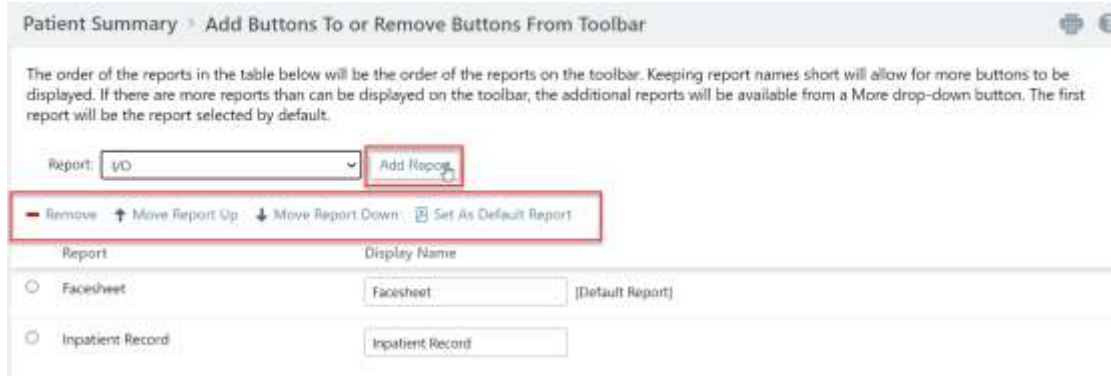 Patient Summary > Add Buttons To or Remove Buttons From Toolbar
The order of the reports in the table below will be the order of the reports on the toolbar. Keeping report names short will allow for more buttons to be
displayed. If there are more reports than can be displayed on the toolbar, the additional reports will be available from a More drop-down button. The first
report will be the report selected by default.
Report: I/O Add Report
Remove Move Report Up Move Report Down Set As Default Report
Report Display Name
Facesheet Facesheet [Default Report]
Inpatient Record Inpatient Record